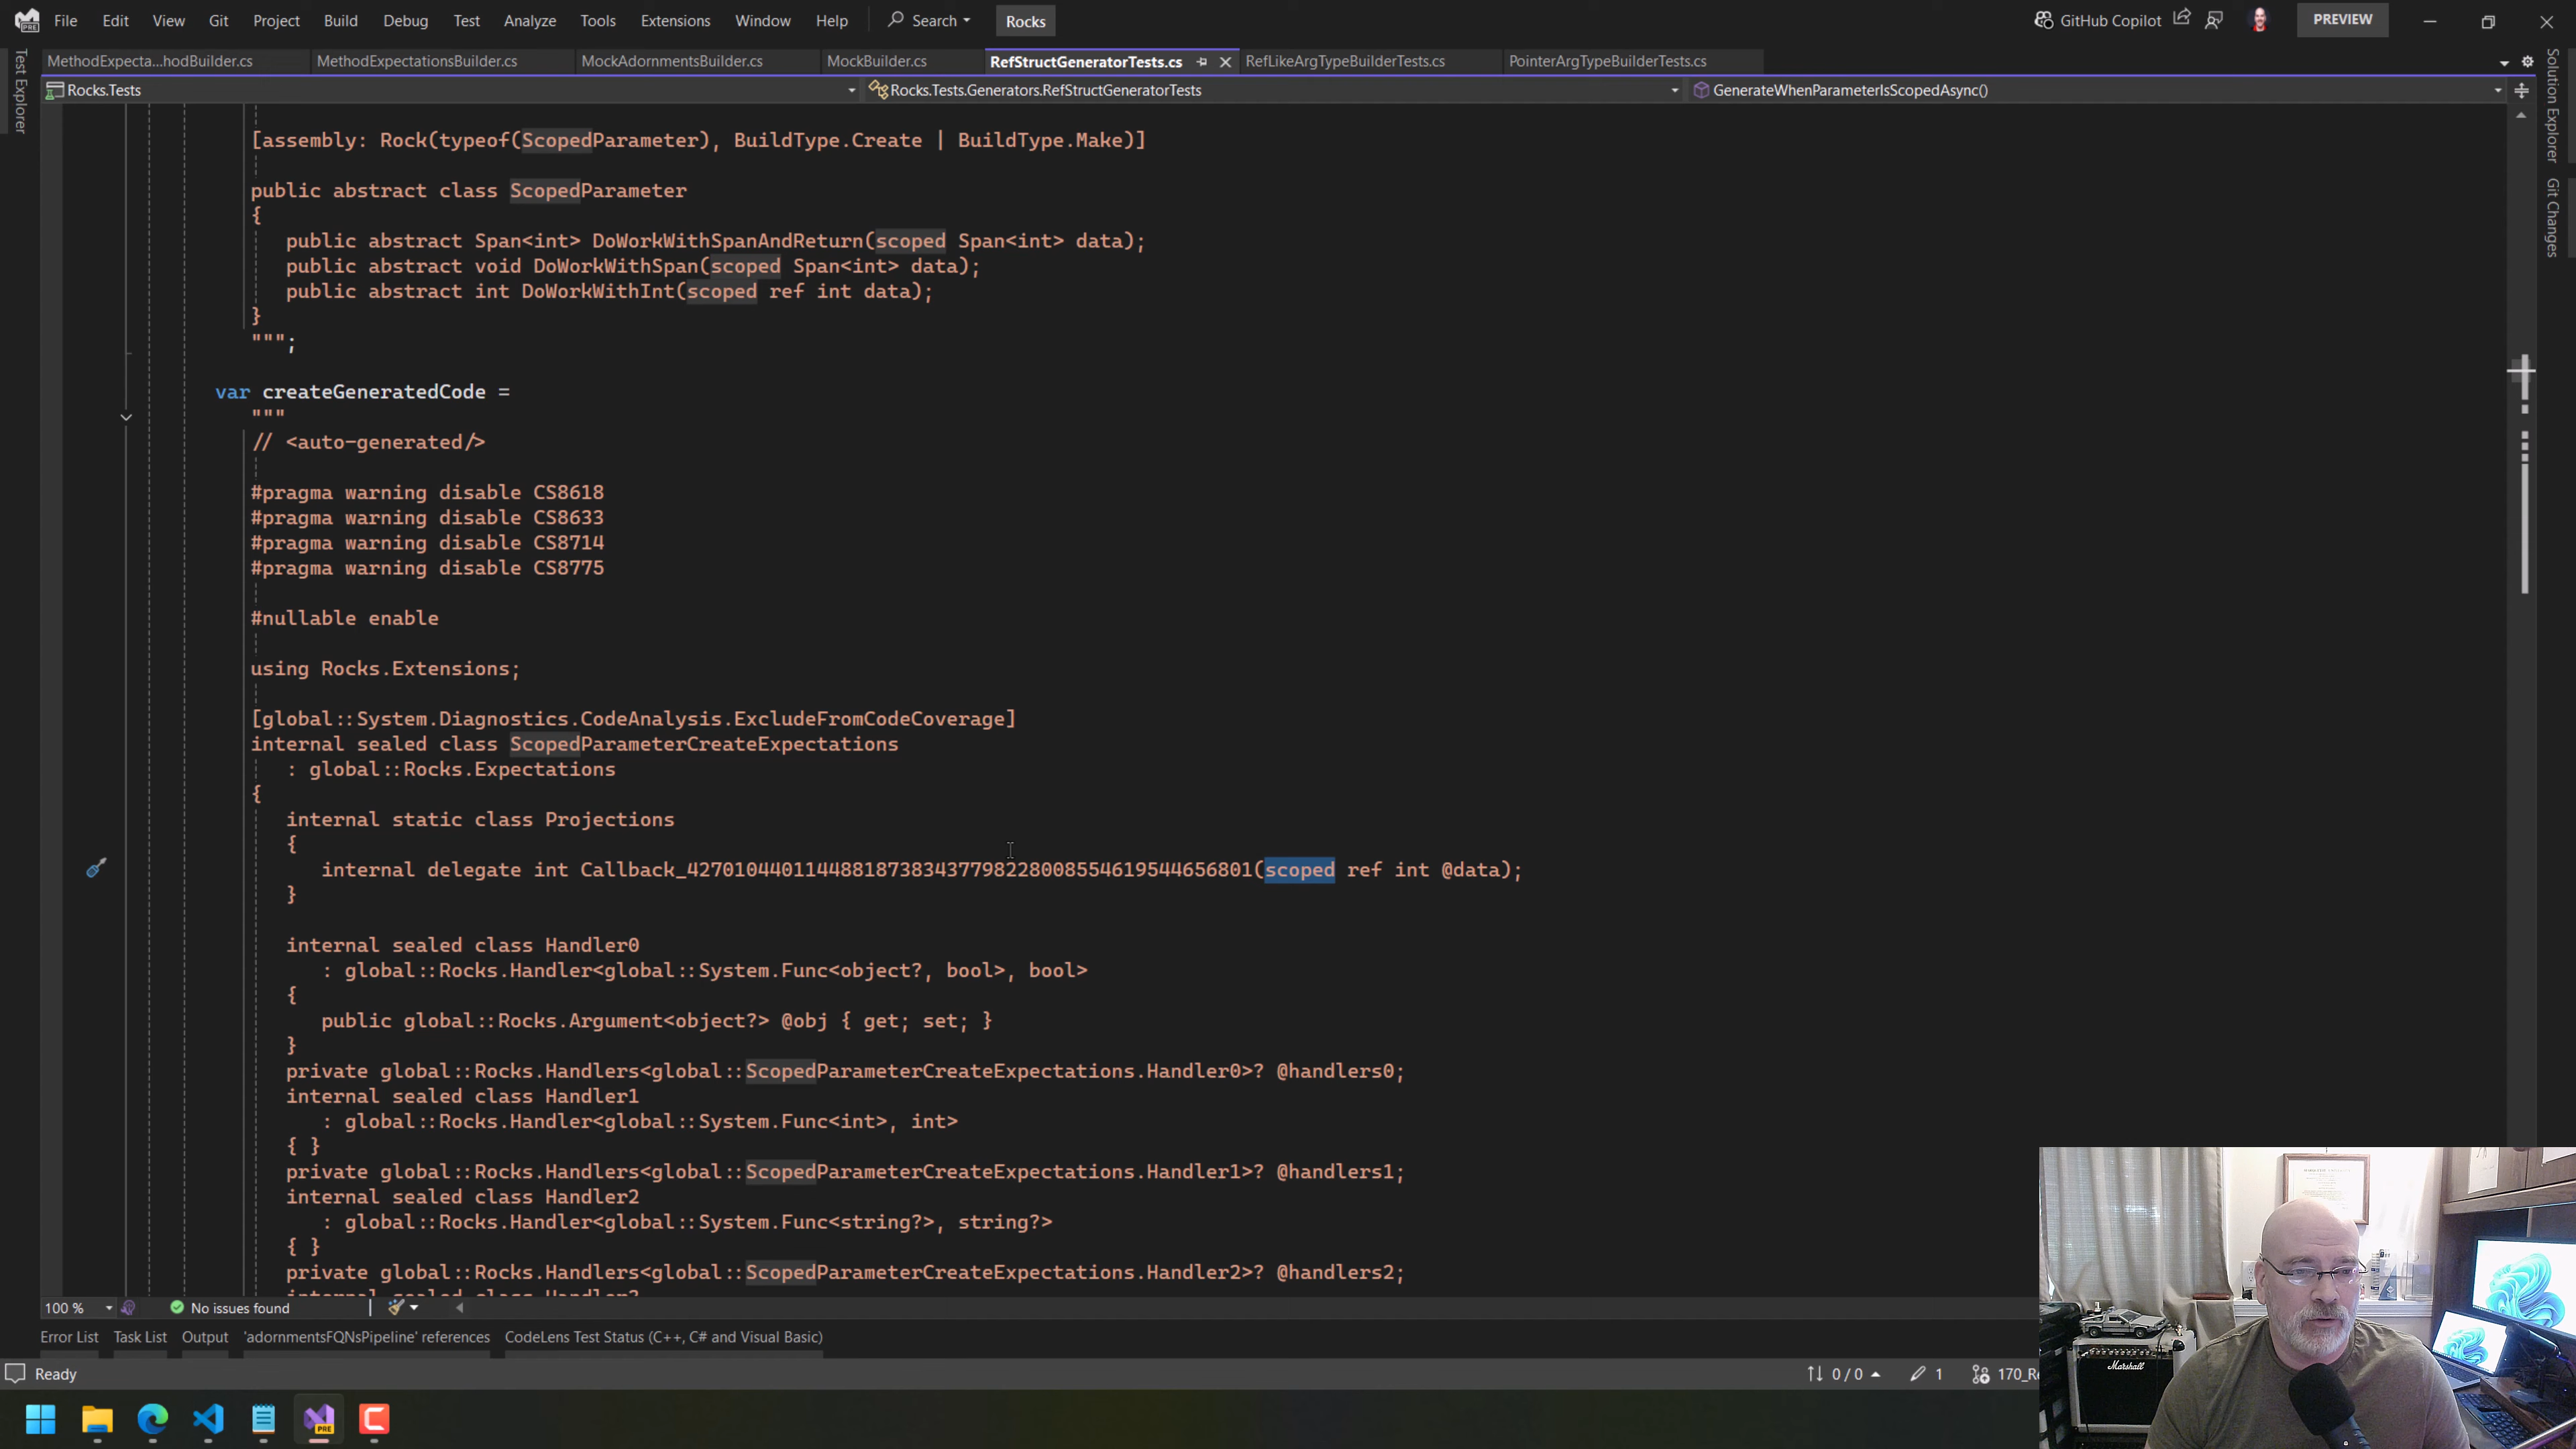 File Edit View Git Project Build Debug Test Analyze Tools Extensions Window Help Search Rocks GitHub Copilot PREVIEW
MethodExpecta...hodBuilder.cs MethodExpectationsBuilder.cs MockAdornmentsBuilder.cs MockBuilder.cs RefStructGeneratorTests.cs RefLikeArgTypeBuilderTests.cs PointerArgTypeBuilderTests.cs
Rocks.Tests Rocks.Tests.Generators.RefStructGeneratorTests GenerateWhenParameterIsScopedAsync()
Test Explorer
Solution Explorer
Git Changes
[assembly: Rock(typeof(ScopedParameter), BuildType.Create | BuildType.Make)]
public abstract class ScopedParameter
{
public abstract Span<int> DoWorkWithSpanAndReturn(scoped Span<int> data);
public abstract void DoWorkWithSpan(scoped Span<int> data);
public abstract int DoWorkWithInt(scoped ref int data);
}
""";
var createGeneratedCode =
"""
// <auto-generated/>
#pragma warning disable CS8618
#pragma warning disable CS8633
#pragma warning disable CS8714
#pragma warning disable CS8775
#nullable enable
using Rocks.Extensions;
[global::System.Diagnostics.CodeAnalysis.ExcludeFromCodeCoverage]
internal sealed class ScopedParameterCreateExpectations
: global::Rocks.Expectations
{
internal static class Projections
{
internal delegate int Callback_427010440114488187383437798228008554619544656801(scoped ref int @data);
}
internal sealed class Handler0
: global::Rocks.Handler<global::System.Func<object?, bool>, bool>
{
public global::Rocks.Argument<object?> @obj { get; set; }
}
private global::Rocks.Handlers<global::ScopedParameterCreateExpectations.Handler0>? @handlers0;
internal sealed class Handler1
: global::Rocks.Handler<global::System.Func<int>, int>
{ }
private global::Rocks.Handlers<global::ScopedParameterCreateExpectations.Handler1>? @handlers1;
internal sealed class Handler2
: global::Rocks.Handler<global::System.Func<string?>, string?>
{ }
private global::Rocks.Handlers<global::ScopedParameterCreateExpectations.Handler2>? @handlers2;
100 % No issues found
Error List Task List Output 'adornmentsFQNsPipeline' references CodeLens Test Status (C++, C# and Visual Basic)
Ready 0 / 0 1 170_Re
PRE
Marshall